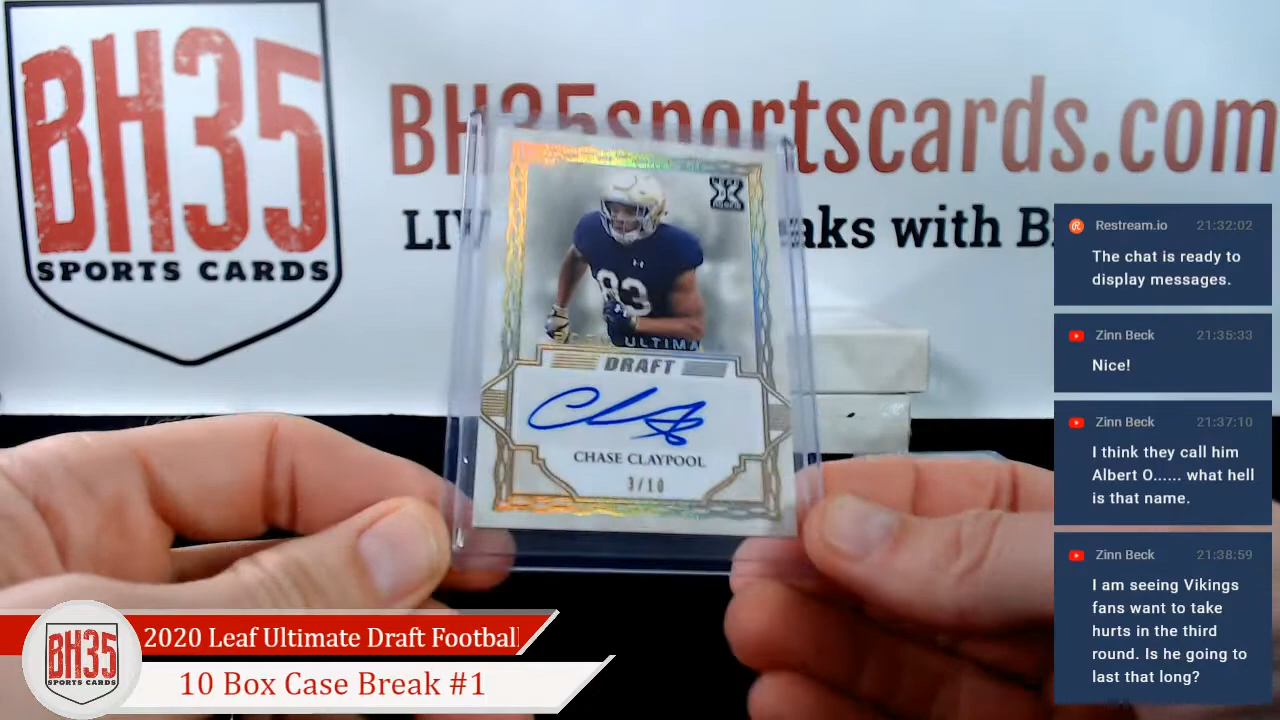 BH35
SPORTS CARDS
BH35sportscards.com
LIV
aks with B
83
ULTIMA
DRAFT
CHASE CLAYPOOL
3/10
Restream.io 21:32:02
The chat is ready to
display messages.
Zinn Beck 21:35:33
Nice!
Zinn Beck 21:37:10
I think they call him
Albert O...... what hell
is that name.
Zinn Beck 21:38:59
I am seeing Vikings
fans want to take
hurts in the third
round. Is he going to
last that long?
BH35
SPORTS CARDS
2020 Leaf Ultimate Draft Football
10 Box Case Break #1